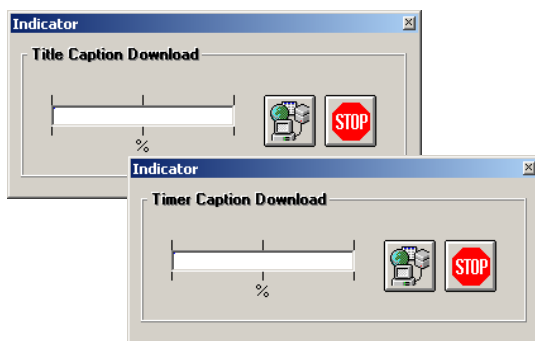 Indicator
Title Caption Download
STOP
%
Indicator
Timer Caption Download
STOP
%